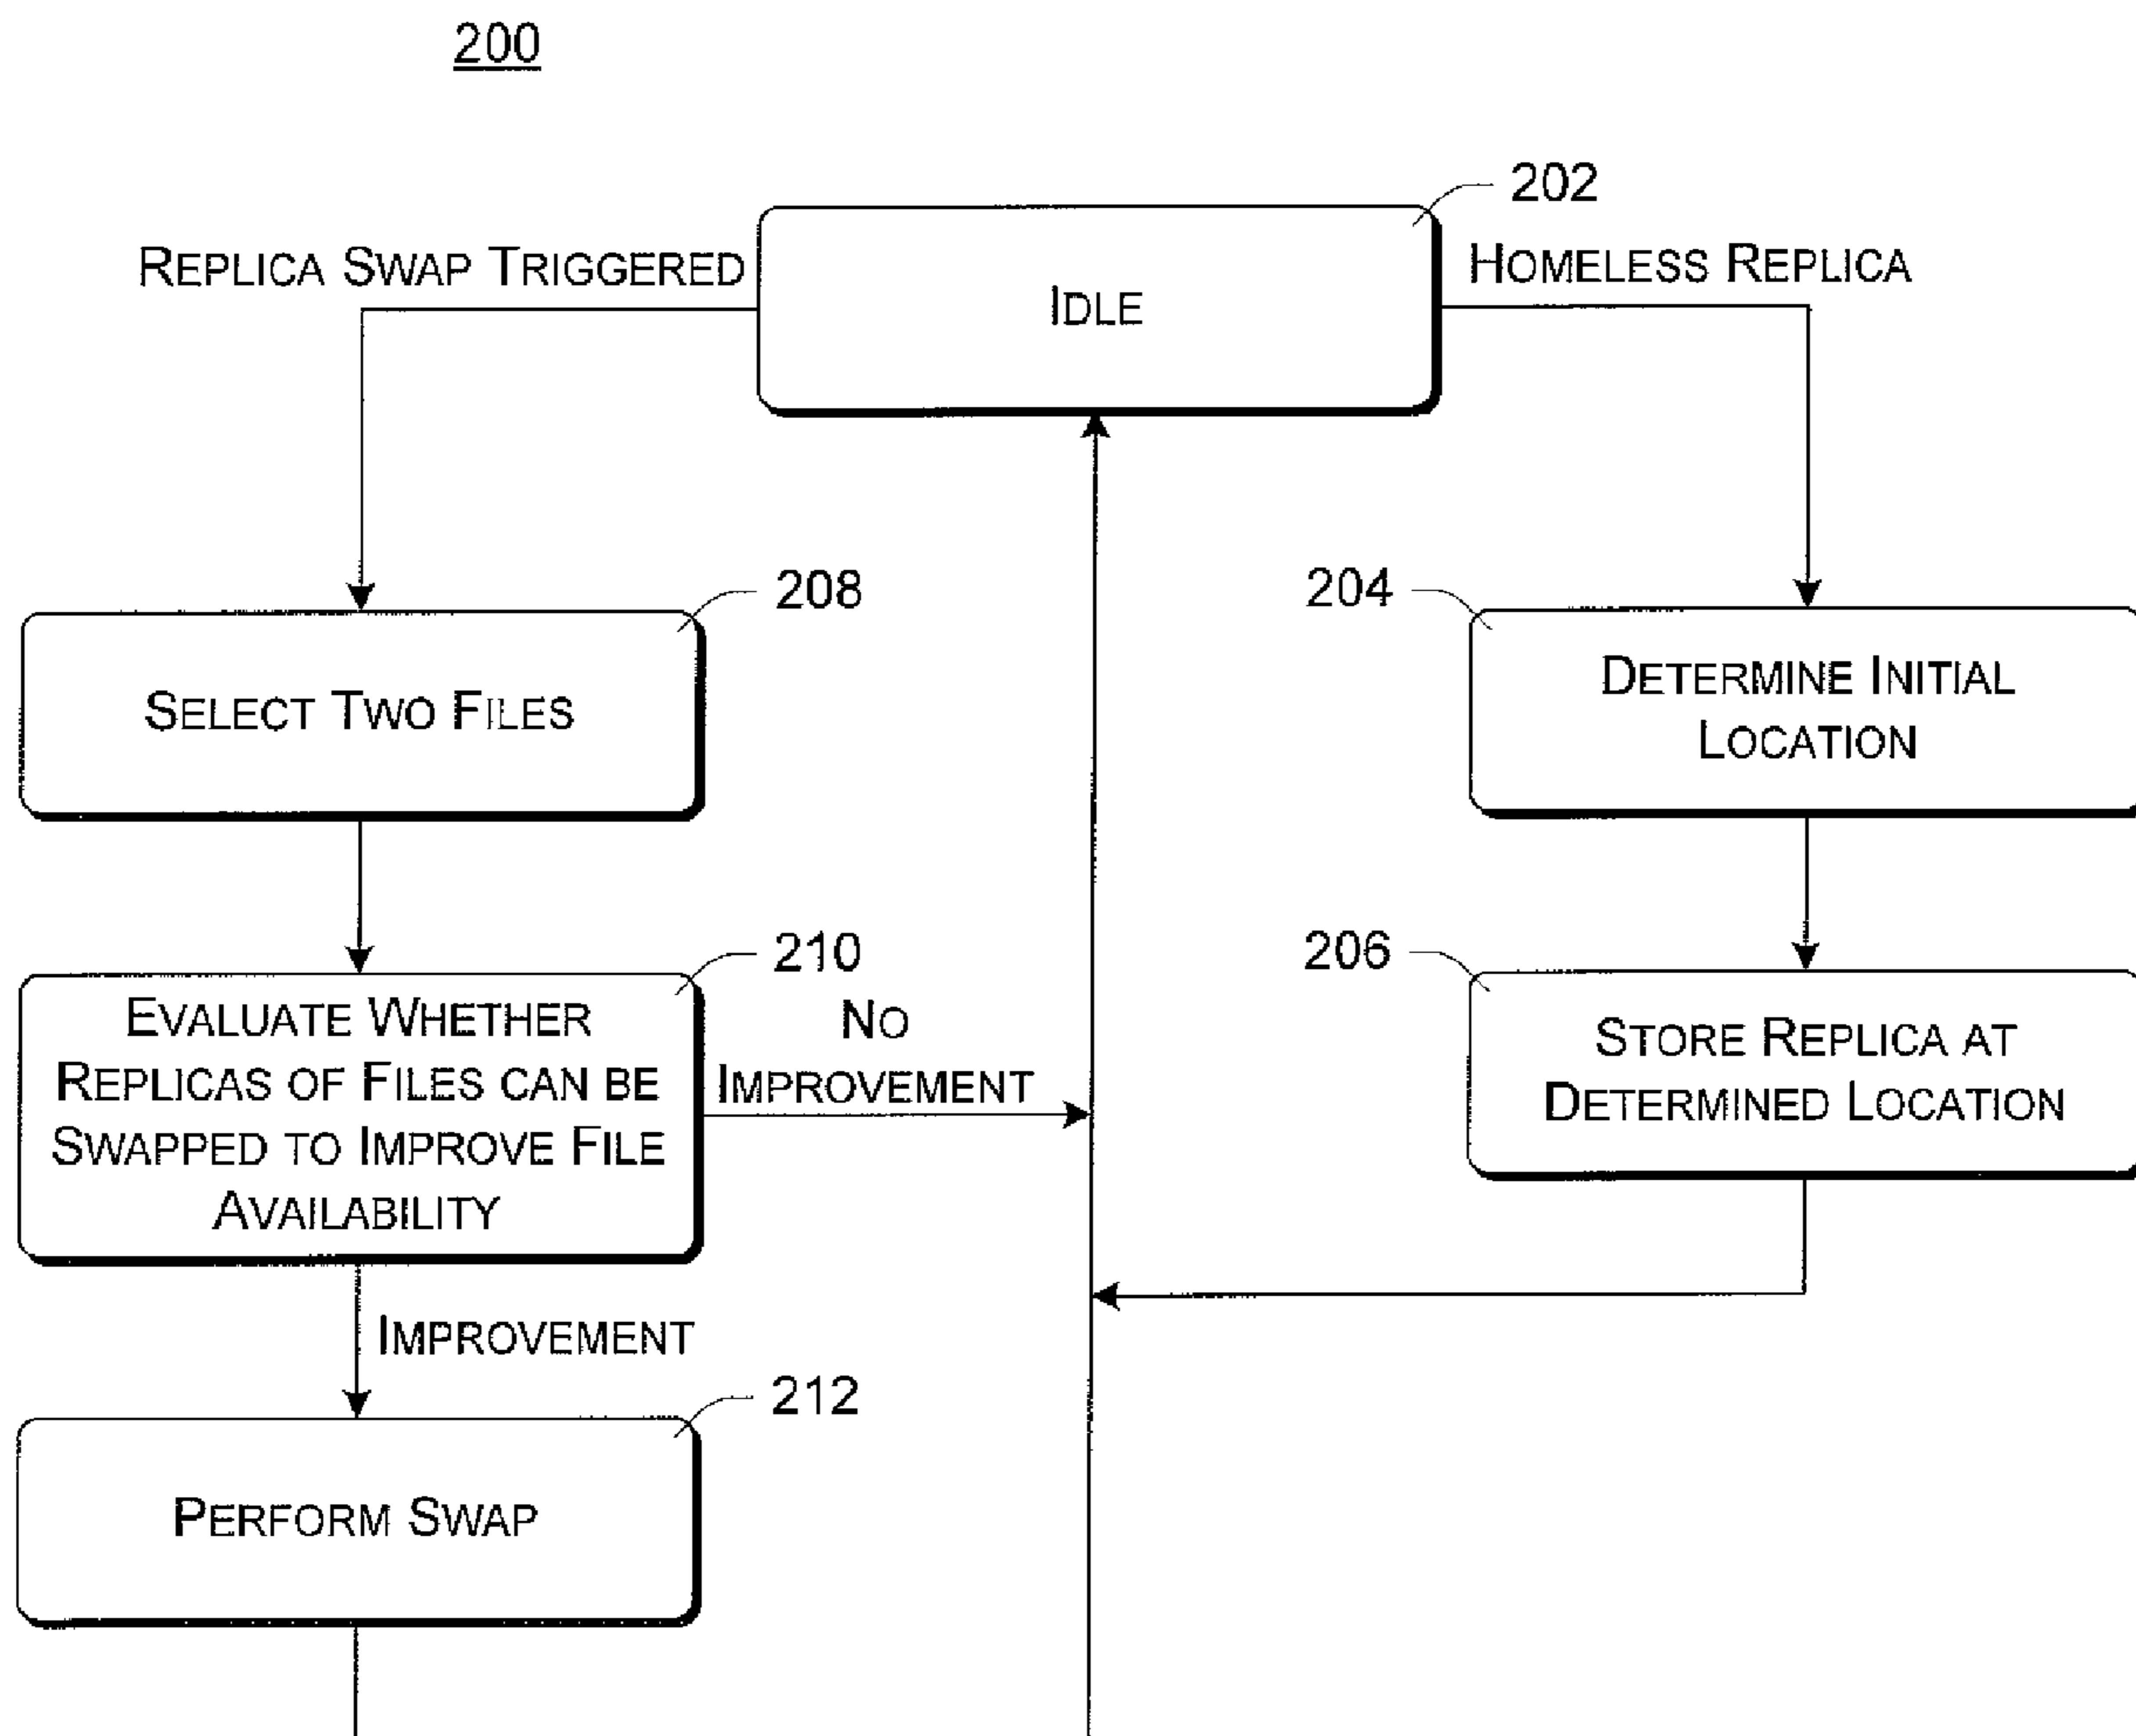 200
202
REPLICA SWAP TRIGGERED
HOMELESS REPLICA
IDLE
208
204
SELECT TWO FILES
DETERMINE INITIAL
LOCATION
210
206
EVALUATE WHETHER
REPLICAS OF FILES CAN BE
SWAPPED TO IMPROVE FILE
AVAILABILITY
NO
IMPROVEMENT
STORE REPLICA AT
DETERMINED LOCATION
IMPROVEMENT
212
PERFORM SWAP